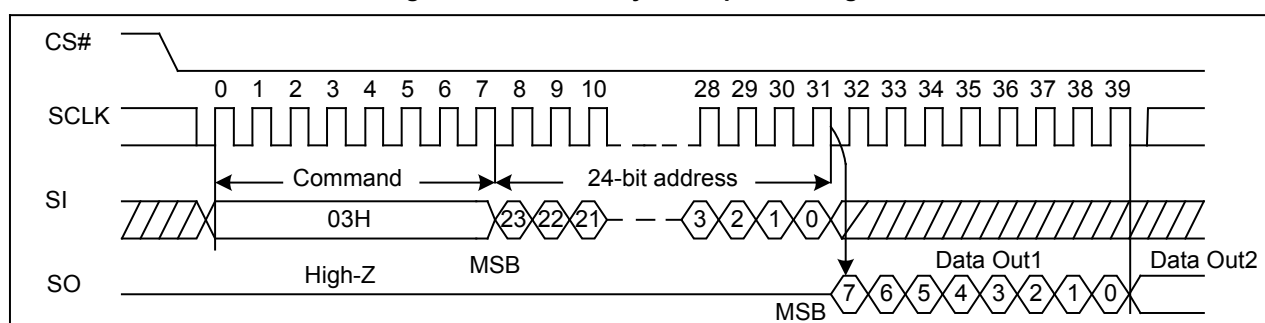 CS#
0 1 2 3 4 5 6 7 8 9 10 28 29 30 31 32 33 34 35 36 37 38 39
SCLK
Command 24-bit address
SI
03H 23 22 21 3 2 1 0
MSB Data Out1 Data Out2
High-Z
SO
7 6 5 4 3 2 1 0
MSB